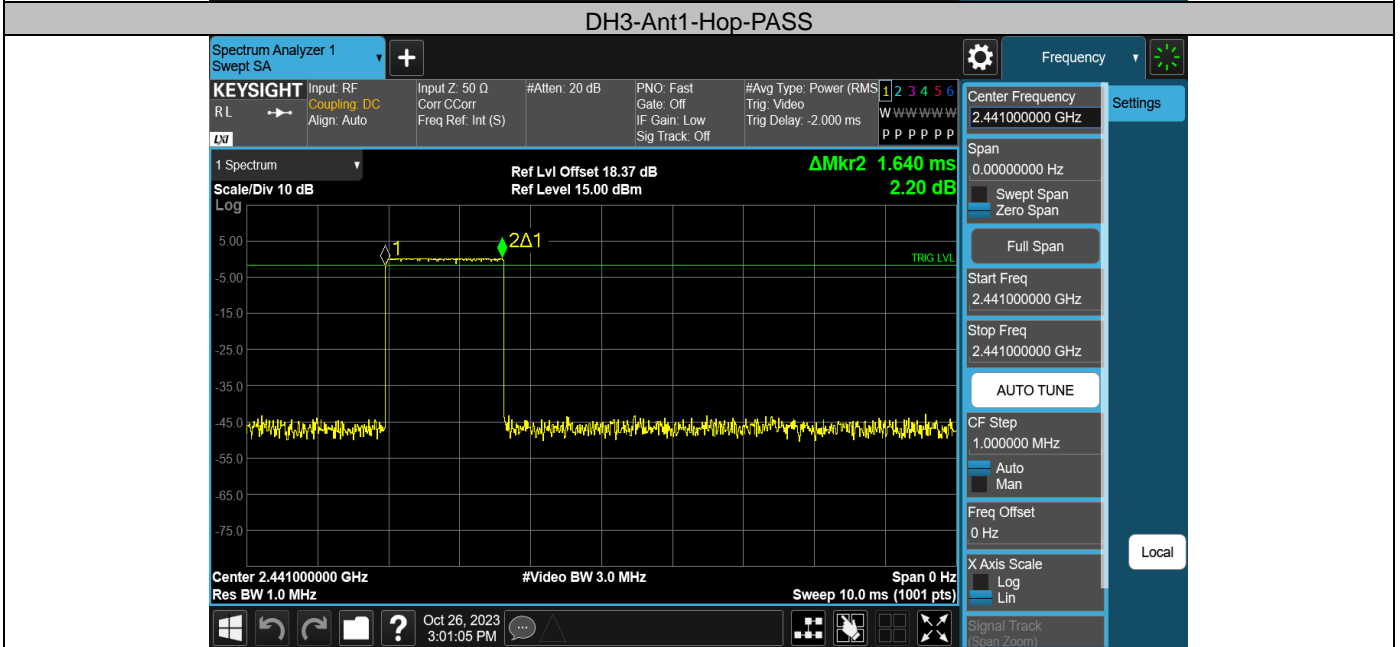 DH3-Ant1-Hop-PASS
Spectrum Analyzer 1
Swept SA
+
Frequency
KEYSIGHT
RL
LXI
Input: RF
Coupling: DC
Align: Auto
Input Z: 50 Ω
Corr CCorr
Freq Ref: Int (S)
#Atten: 20 dB
PNO: Fast
Gate: Off
IF Gain: Low
Sig Track: Off
#Avg Type: Power (RMS
Trig: Video
Trig Delay: -2.000 ms
1 2 3 4 5 6
W W W W W W
P P P P P P
Center Frequency
2.441000000 GHz
Settings
1 Spectrum
Ref Lvl Offset 18.37 dB
ΔMkr2 1.640 ms
Scale/Div 10 dB
Ref Level 15.00 dBm
2.20 dB
Log
5.00
-5.00
-15.0
-25.0
-35.0
-45.0
-55.0
-65.0
-75.0
1
2Δ1
TRIG LVL
Center 2.441000000 GHz
#Video BW 3.0 MHz
Span 0 Hz
Res BW 1.0 MHz
Sweep 10.0 ms (1001 pts)
Span
0.00000000 Hz
Swept Span
Zero Span
Full Span
Start Freq
2.441000000 GHz
Stop Freq
2.441000000 GHz
AUTO TUNE
CF Step
1.000000 MHz
Auto
Man
Freq Offset
0 Hz
X Axis Scale
Log
Lin
Signal Track
(Span Zoom)
Local
?
Oct 26, 2023
3:01:05 PM